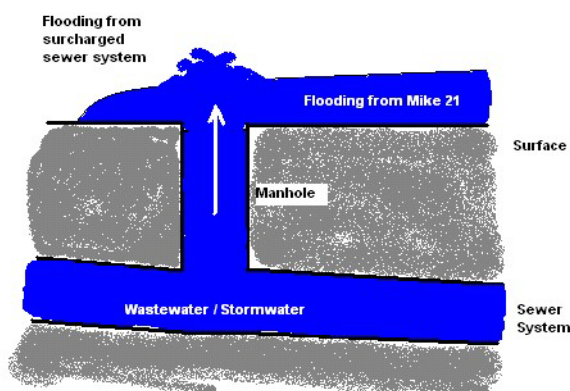 Flooding from
surcharged
sewer system
Flooding from Mike 21
Surface
Manhole
Wastewater / Stormwater
Sewer
System